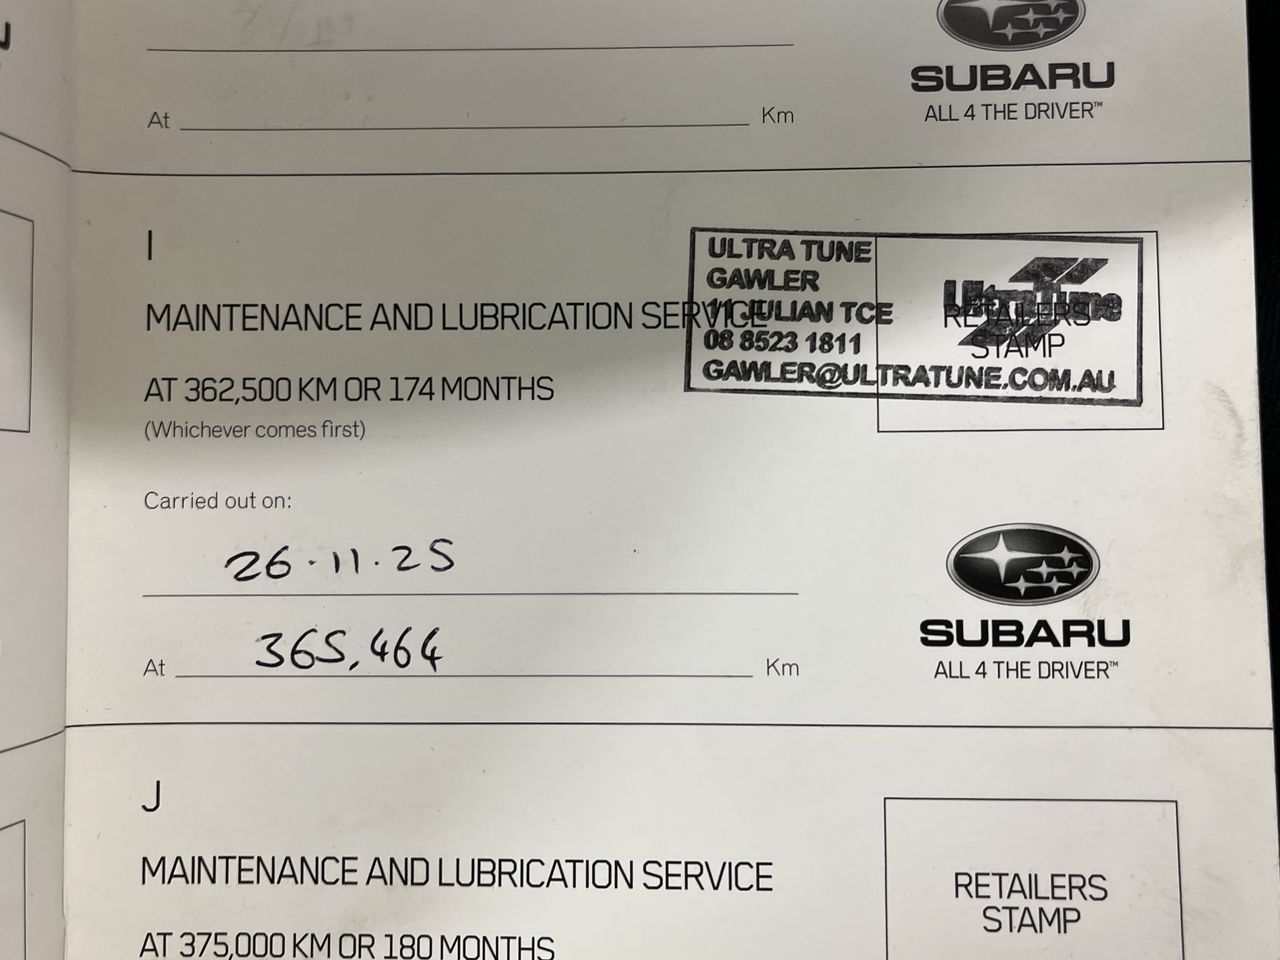 At Km
SUBARU
ALL 4 THE DRIVER™
I
MAINTENANCE AND LUBRICATION SERVICE
AT 362,500 KM OR 174 MONTHS
(Whichever comes first)
ULTRA TUNE
GAWLER
11 JULIAN TCE
08 8523 1811
GAWLER@ULTRATUNE.COM.AU
Ultra Tune
RETAILERS
STAMP
Carried out on:
26.11.25
At 365,464 Km
SUBARU
ALL 4 THE DRIVER™
J
MAINTENANCE AND LUBRICATION SERVICE
AT 375,000 KM OR 180 MONTHS
RETAILERS
STAMP